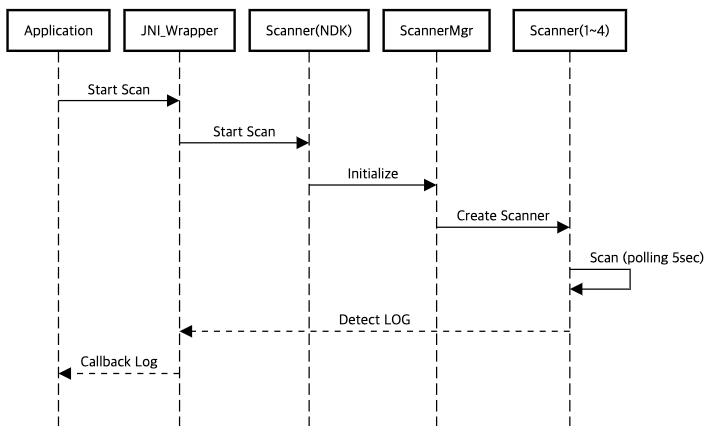 Application
JNI_Wrapper
Scanner(NDK)
ScannerMgr
Scanner(1~4)
Start Scan
Start Scan
Initialize
Create Scanner
Scan (polling 5sec)
Detect LOG
Callback Log